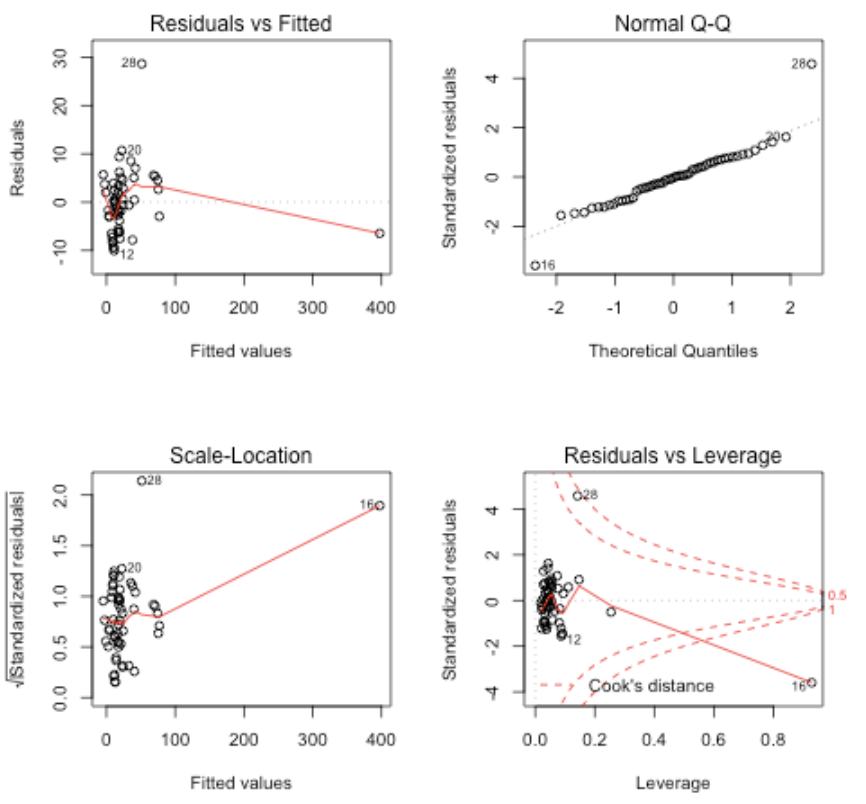 Residuals vs Fitted
Residuals
30
20
10
0
-10
28
20
12
0 100 200 300 400
Fitted values
Normal Q-Q
Standardized residuals
4
2
0
-2
28
20
16
-2 -1 0 1 2
Theoretical Quantiles
Scale-Location
√|Standardized residuals|
2.0
1.5
1.0
0.5
0.0
28
16
20
0 100 200 300 400
Fitted values
Residuals vs Leverage
Standardized residuals
4
2
0
-2
-4
28
0.5
1
12
Cook's distance
16
0.0 0.2 0.4 0.6 0.8
Leverage